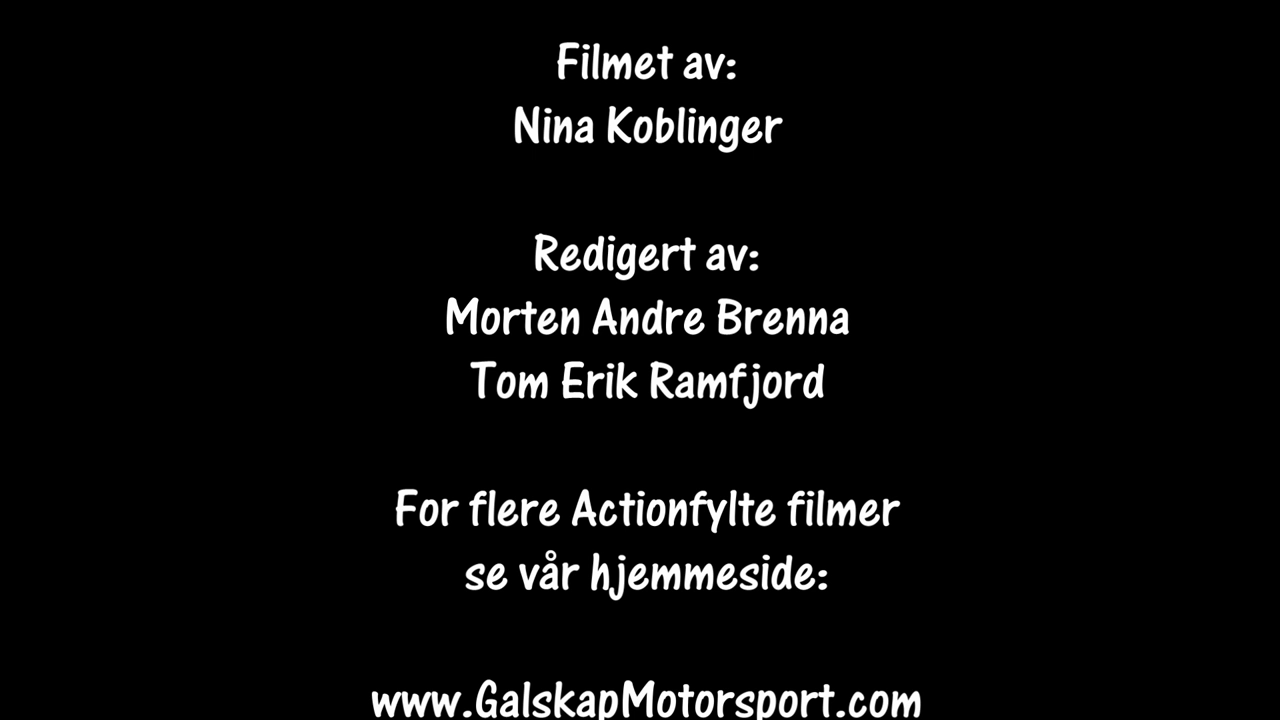 Filmet av:
Nina Koblinger
Redigert av:
Morten Andre Brenna
Tom Erik Ramfjord
For flere Actionfylte filmer
se vår hjemmeside:
www.GalskapMotorsport.com